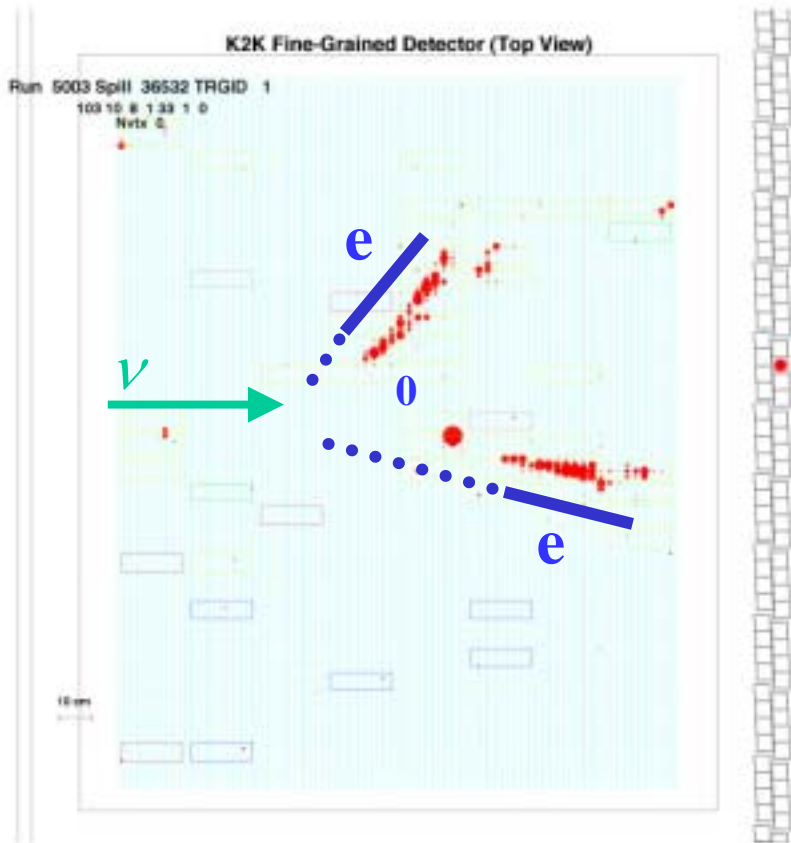 K2K Fine-Grained Detector (Top View)
Run 5003 Spill 36532 TRGID 1
103 10 8 1 33 1 0
Nvtx 0
e
ν
0
e
10 cm